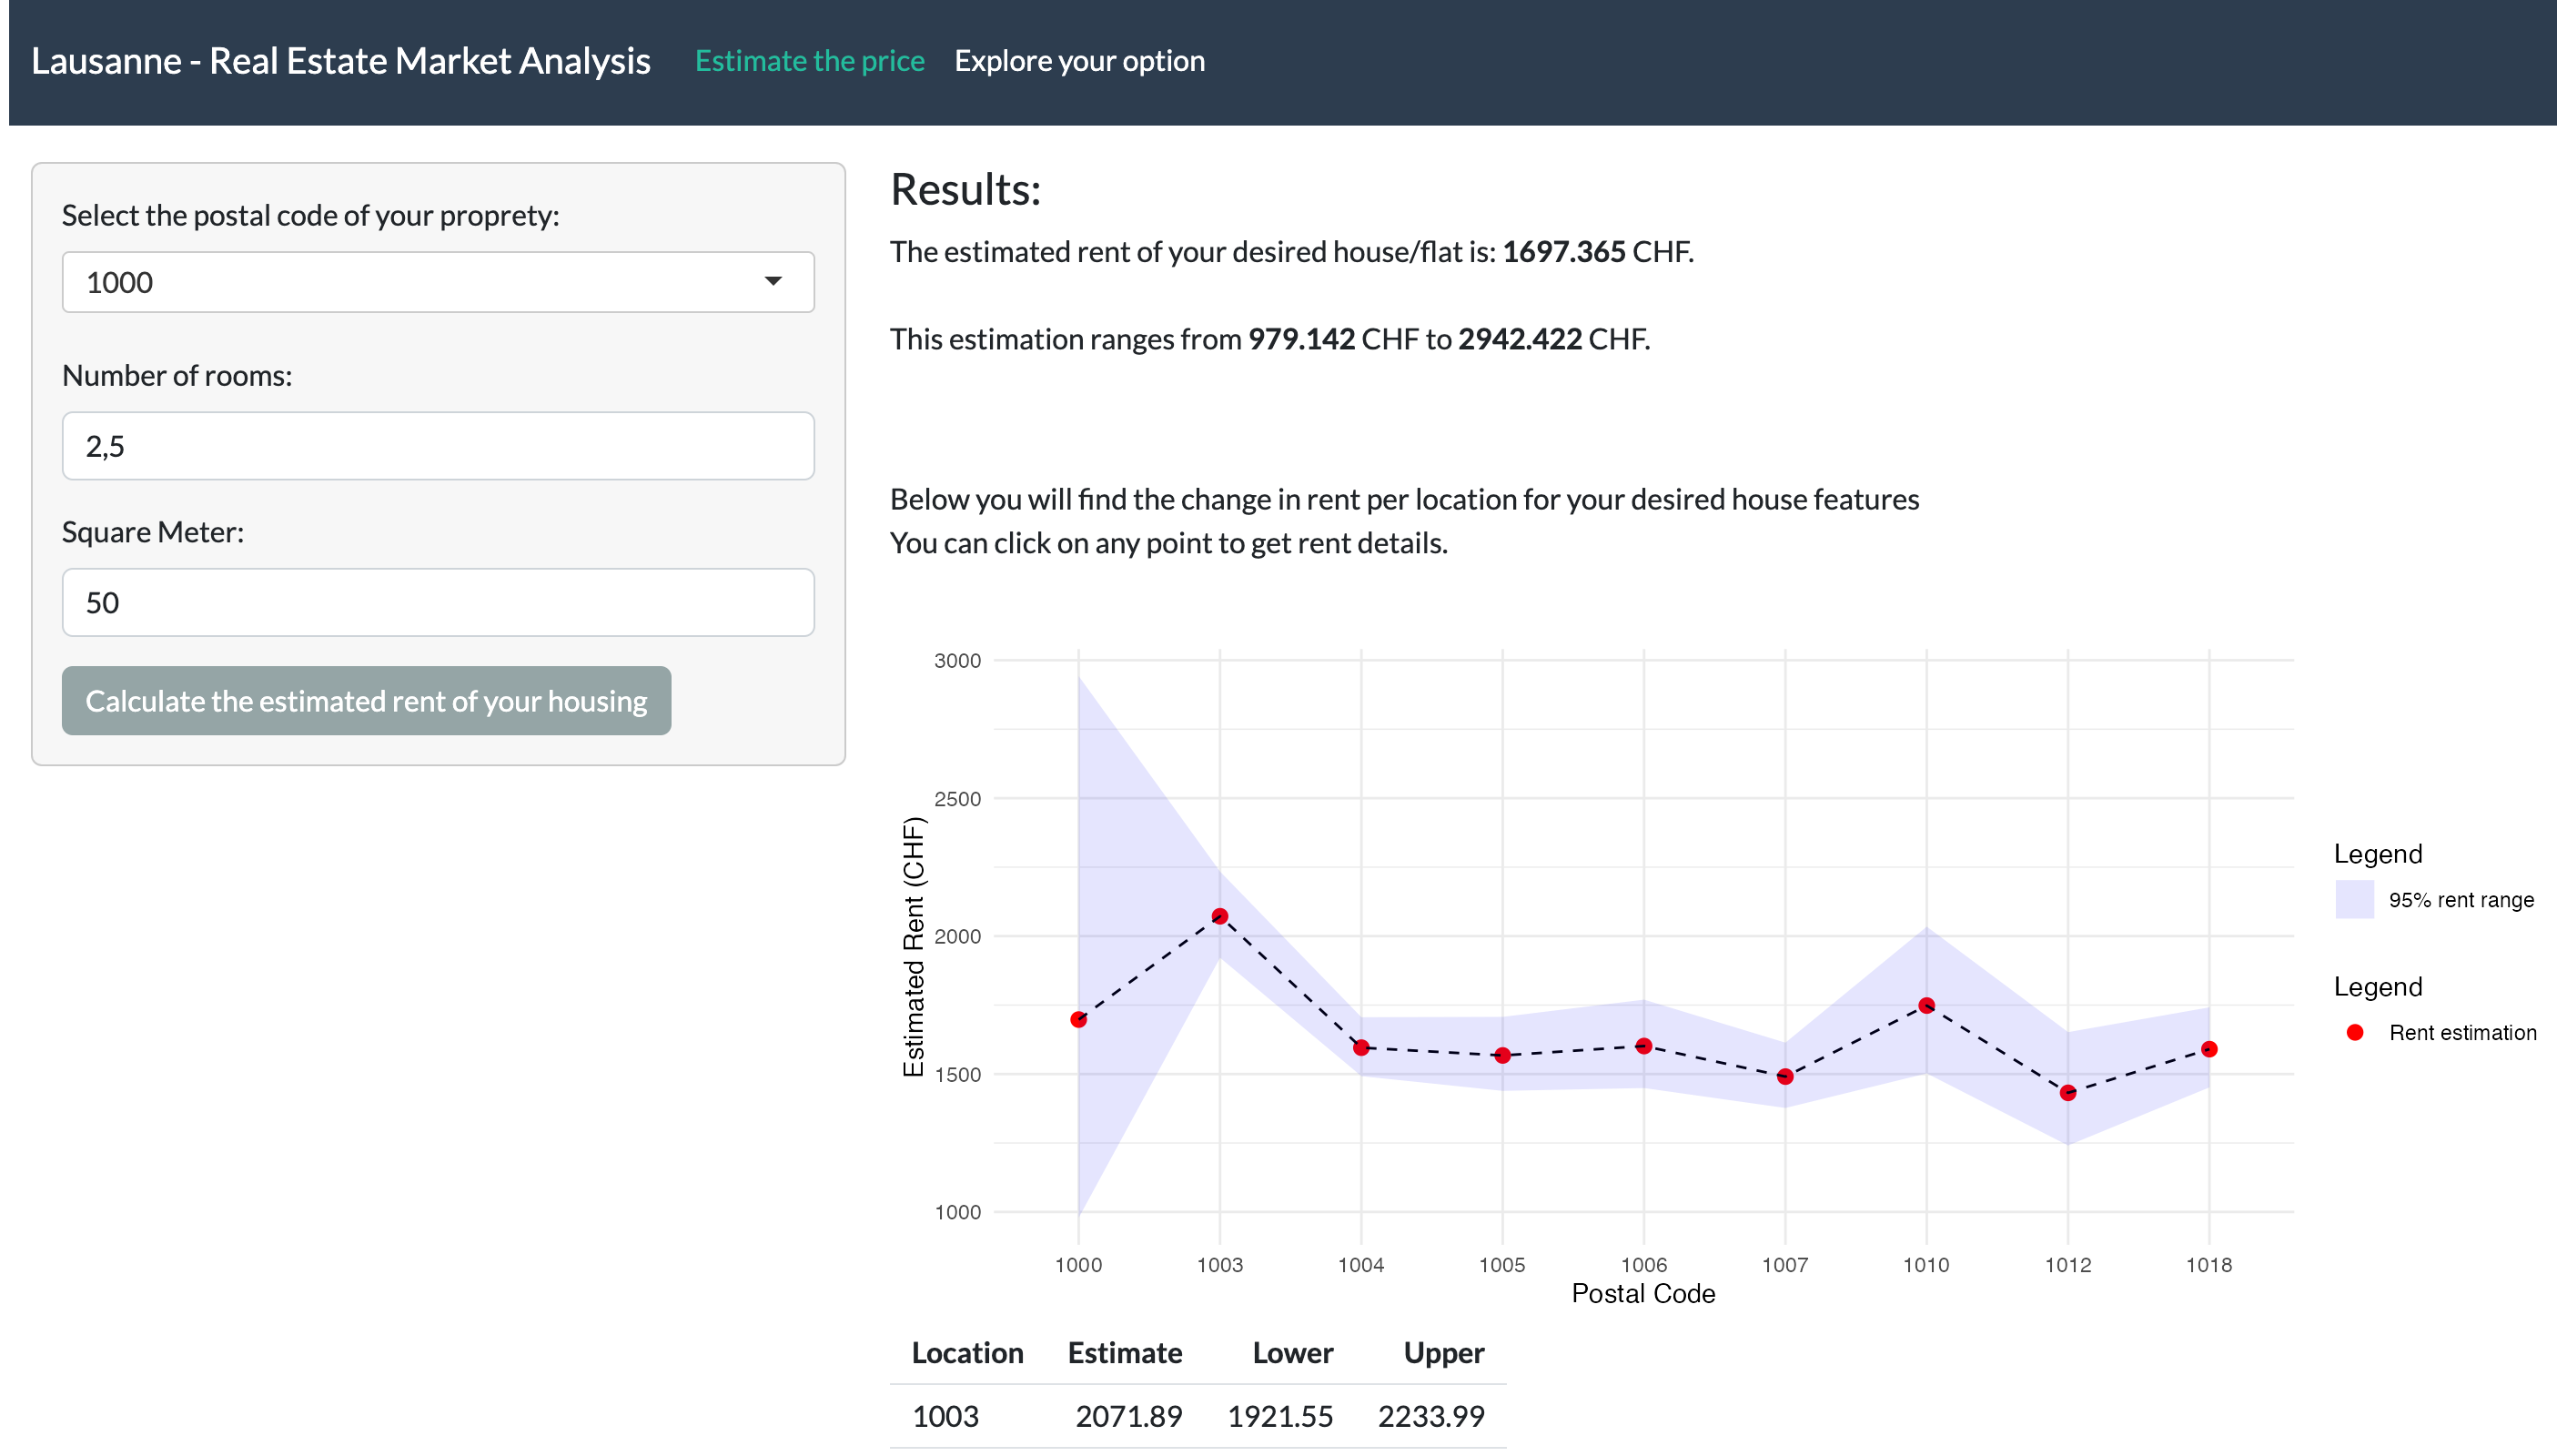 Lausanne - Real Estate Market Analysis Estimate the price Explore your option
Select the postal code of your proprety:
1000
Number of rooms:
2,5
Square Meter:
50
Calculate the estimated rent of your housing
Results:
The estimated rent of your desired house/flat is: 1697.365 CHF.
This estimation ranges from 979.142 CHF to 2942.422 CHF.
Below you will find the change in rent per location for your desired house features
You can click on any point to get rent details.
Estimated Rent (CHF)
3000
2500
2000
1500
1000
1000 1003 1004 1005 1006 1007 1010 1012 1018
Postal Code
Legend
95% rent range
Legend
Rent estimation
Location Estimate Lower Upper
1003 2071.89 1921.55 2233.99